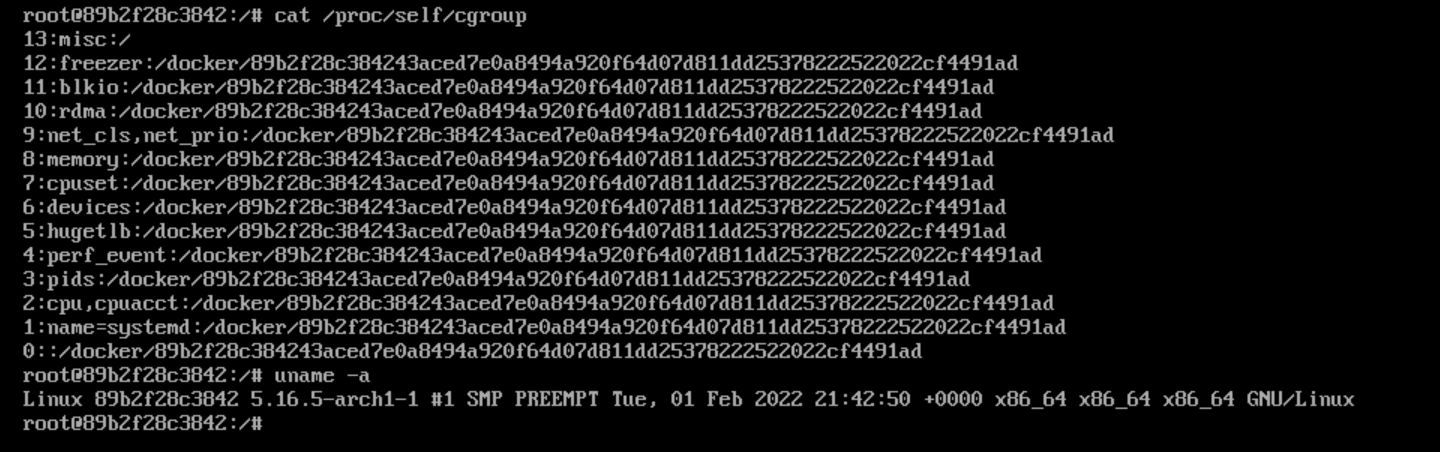 root@89b2f28c3842:/# cat /proc/self/cgroup
13:misc:/
12:freezer:/docker/89b2f28c384243aced7e0a8494a920f64d07d811dd25378222522022cf4491ad
11:blkio:/docker/89b2f28c384243aced7e0a8494a920f64d07d811dd25378222522022cf4491ad
10:rdma:/docker/89b2f28c384243aced7e0a8494a920f64d07d811dd25378222522022cf4491ad
9:net_cls,net_prio:/docker/89b2f28c384243aced7e0a8494a920f64d07d811dd25378222522022cf4491ad
8:memory:/docker/89b2f28c384243aced7e0a8494a920f64d07d811dd25378222522022cf4491ad
7:cpuset:/docker/89b2f28c384243aced7e0a8494a920f64d07d811dd25378222522022cf4491ad
6:devices:/docker/89b2f28c384243aced7e0a8494a920f64d07d811dd25378222522022cf4491ad
5:hugetlb:/docker/89b2f28c384243aced7e0a8494a920f64d07d811dd25378222522022cf4491ad
4:perf_event:/docker/89b2f28c384243aced7e0a8494a920f64d07d811dd25378222522022cf4491ad
3:pids:/docker/89b2f28c384243aced7e0a8494a920f64d07d811dd25378222522022cf4491ad
2:cpu,cpuacct:/docker/89b2f28c384243aced7e0a8494a920f64d07d811dd25378222522022cf4491ad
1:name=systemd:/docker/89b2f28c384243aced7e0a8494a920f64d07d811dd25378222522022cf4491ad
0::/docker/89b2f28c384243aced7e0a8494a920f64d07d811dd25378222522022cf4491ad
root@89b2f28c3842:/# uname -a
Linux 89b2f28c3842 5.16.5-arch1-1 #1 SMP PREEMPT Tue, 01 Feb 2022 21:42:50 +0000 x86_64 x86_64 x86_64 GNU/Linux
root@89b2f28c3842:/#